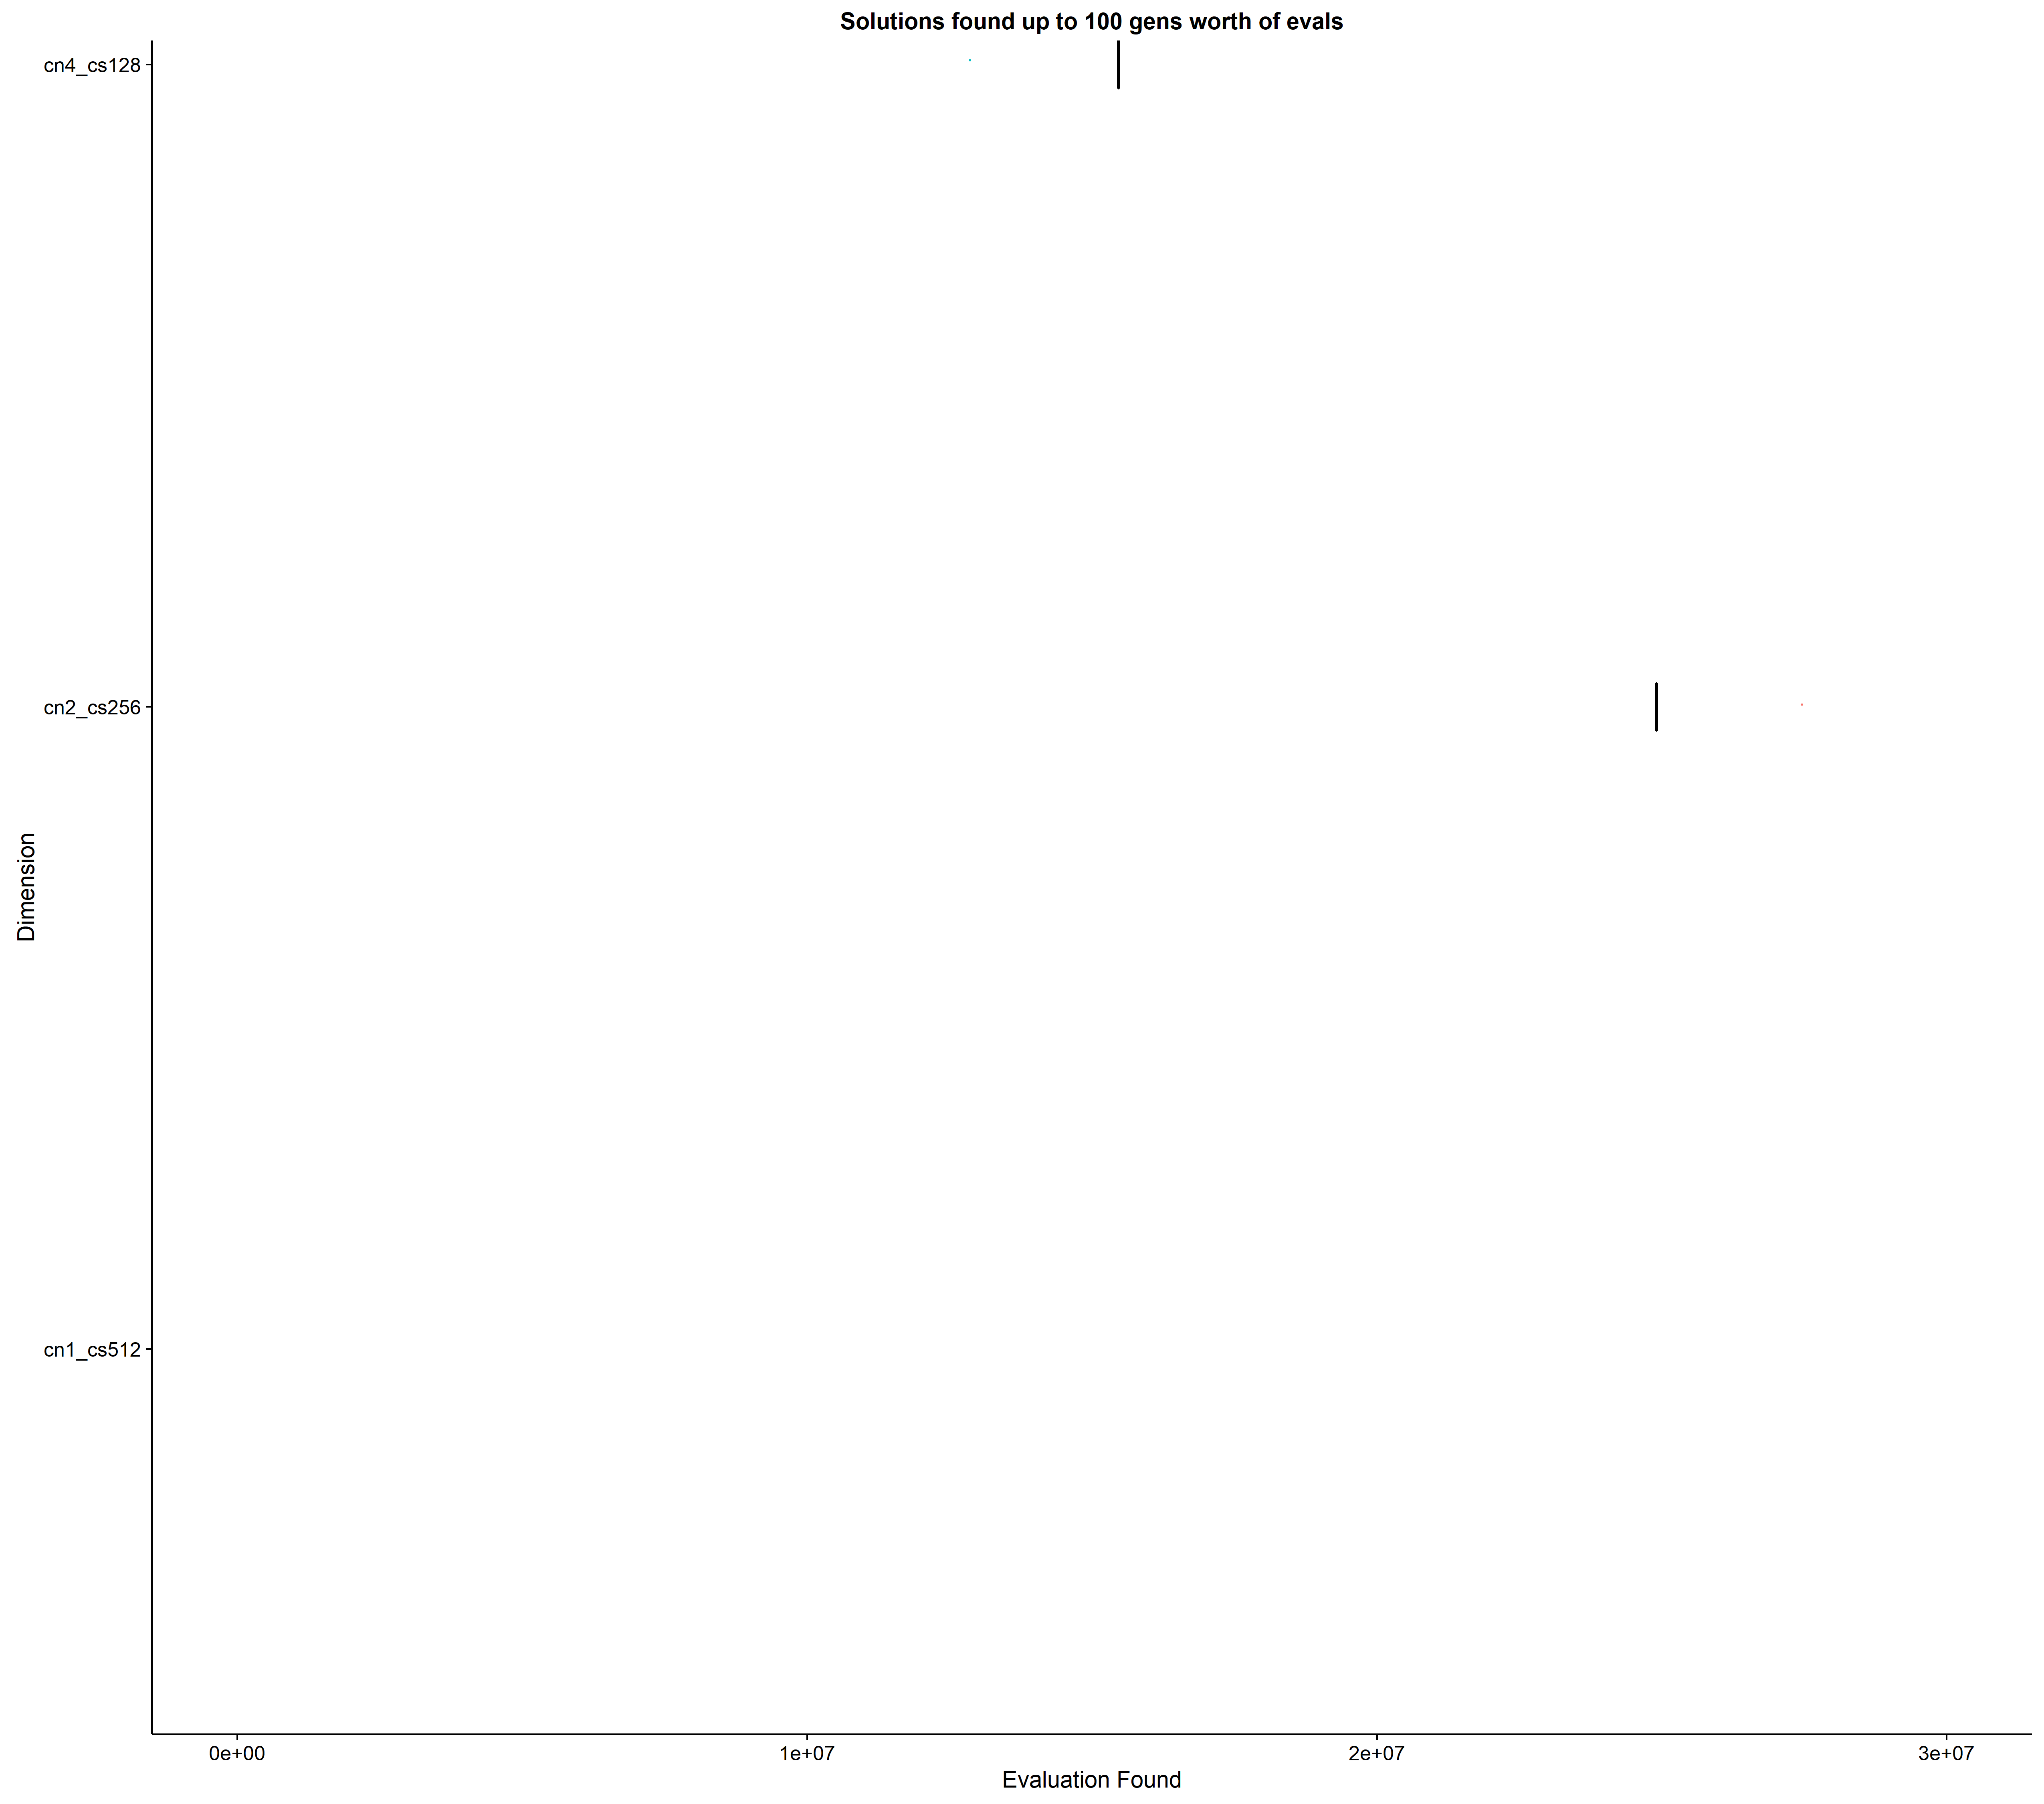 Solutions found up to 100 gens worth of evals
cn4_cs128
cn2_cs256
Dimension
cn1_cs512
0e+00 1e+07 2e+07 3e+07
Evaluation Found